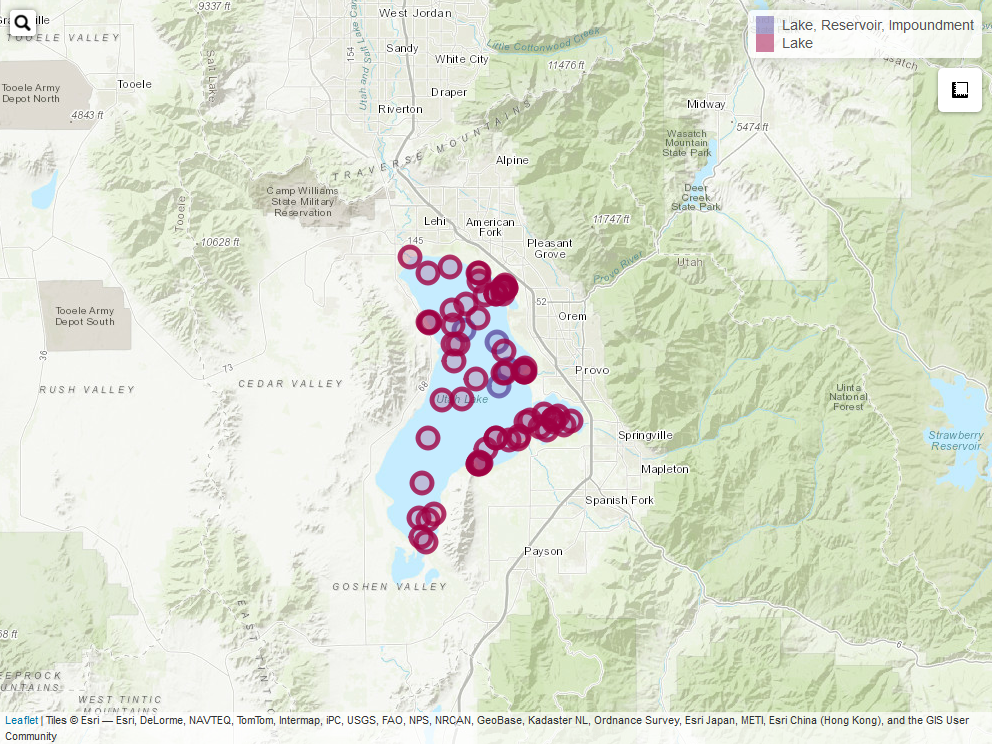 9337 ft
West Jordan
TOOELE VALLEY
154
Sandy
Little Cottonwood Creek
Lake, Reservoir, Impoundment
Lake
White City
11476 ft
Tooele Army
Depot North
Tooele
Draper
4843 ft
Riverton
Midway
5474 ft
TRAVERSE MOUNTAINS
Wasatch
Mountain
State Park
Alpine
Camp Williams
State Military
Reservation
Deer
Creek
State Park
Tooele
Lehi
American
Fork
11747 ft
10628 ft
145
Pleasant
Grove
Provo River
Utah
Tooele Army
Depot South
52
Orem
36
73
Provo
RUSH VALLEY
CEDAR VALLEY
68
Utah Lake
Uinta
National
Forest
Springville
Strawberry
Reservoir
Mapleton
Spanish Fork
Payson
GOSHEN VALLEY
6
WEST TINTIC
MOUNTAINS
Leaflet | Tiles © Esri — Esri, DeLorme, NAVTEQ, TomTom, Intermap, iPC, USGS, FAO, NPS, NRCAN, GeoBase, Kadaster NL, Ordnance Survey, Esri Japan, METI, Esri China (Hong Kong), and the GIS User
Community